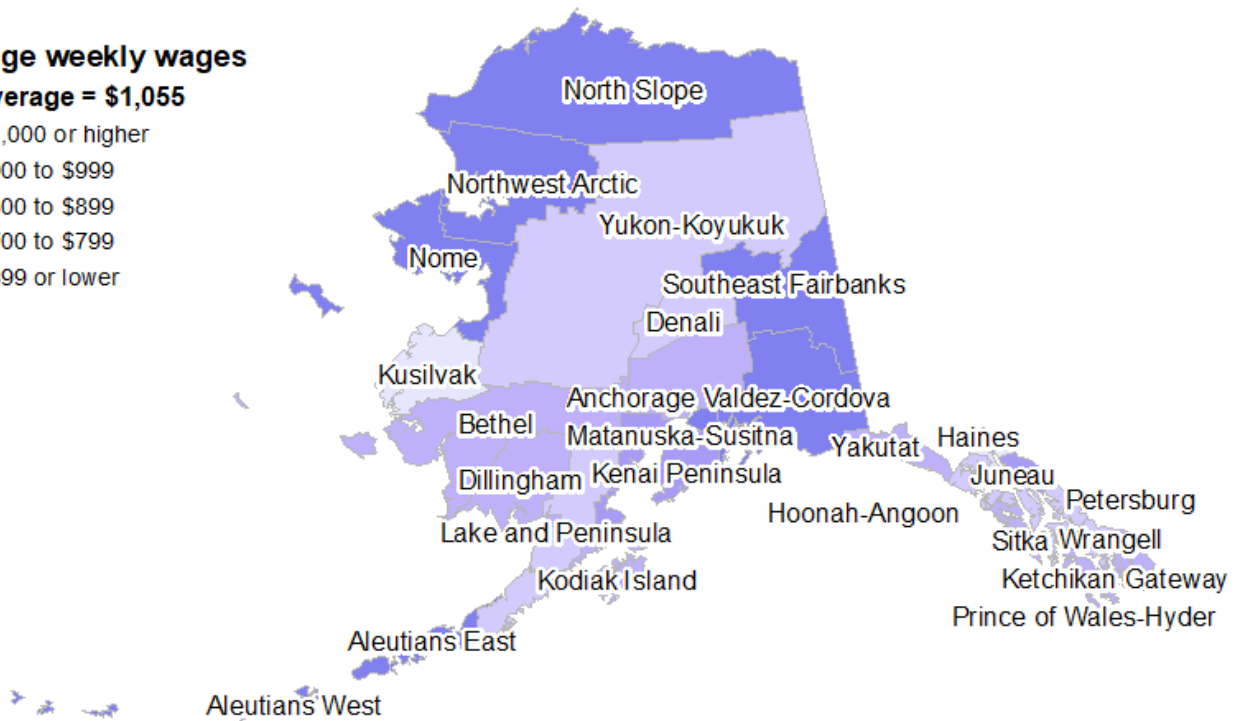 ge weekly wages
verage = $1,055
,000 or higher
00 to $999
00 to $899
00 to $799
99 or lower
North Slope
Northwest Arctic
Yukon-Koyukuk
Nome
Southeast Fairbanks
Denali
Kusilvak
Anchorage Valdez-Cordova
Bethel
Matanuska-Susitna
Yakutat
Haines
Dillingham
Kenai Peninsula
Juneau
Petersburg
Hoonah-Angoon
Lake and Peninsula
Sitka Wrangell
Kodiak Island
Ketchikan Gateway
Prince of Wales-Hyder
Aleutians East
Aleutians West